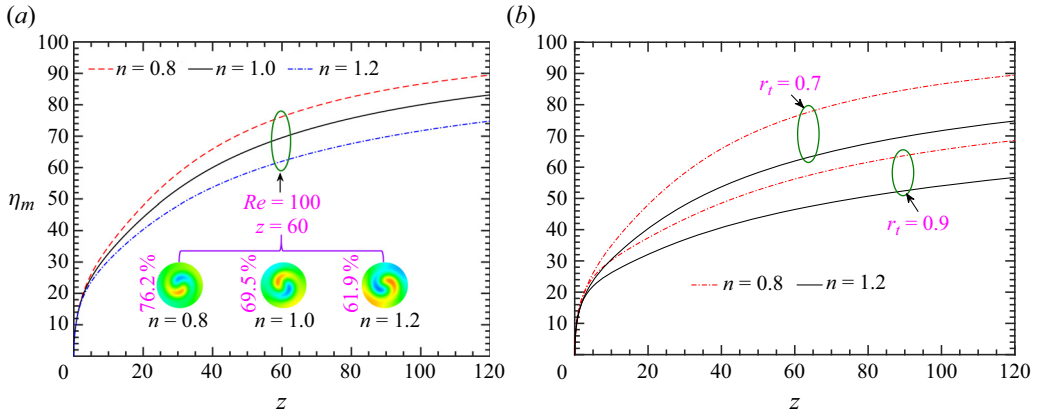 (a)
100
90
80
70
60
50
40
30
20
10
0
η_m
n = 0.8 n = 1.0 n = 1.2
Re = 100
z = 60
76.2 % 69.5 % 61.9 %
n = 0.8 n = 1.0 n = 1.2
20 40 60 80 100 120
z
(b)
100
90
80
70
60
50
40
30
20
10
0
r_t = 0.7
r_t = 0.9
n = 0.8 n = 1.2
20 40 60 80 100 120
z